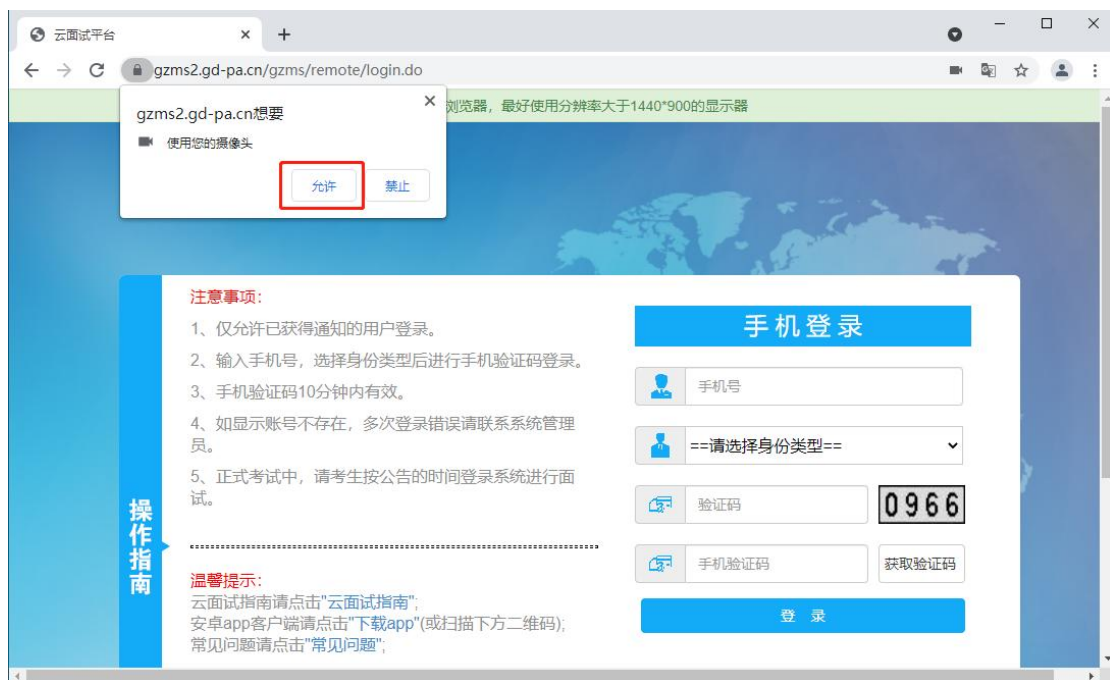 云面试平台
gzms2.gd-pa.cn/gzms/remote/login.do
gzms2.gd-pa.cn想要
使用您的摄像头
允许
禁止
浏览器，最好使用分辨率大于1440*900的显示器
操作指南
注意事项：
1、仅允许已获得通知的用户登录。
2、输入手机号，选择身份类型后进行手机验证码登录。
3、手机验证码10分钟内有效。
4、如显示账号不存在，多次登录错误请联系系统管理
员。
5、正式考试中，请考生按公告的时间登录系统进行面
试。
温馨提示：
云面试指南请点击"云面试指南";
安卓app客户端请点击"下载app"(或扫描下方二维码);
常见问题请点击"常见问题";
手机登录
手机号
==请选择身份类型==
验证码
0966
手机验证码
获取验证码
登 录